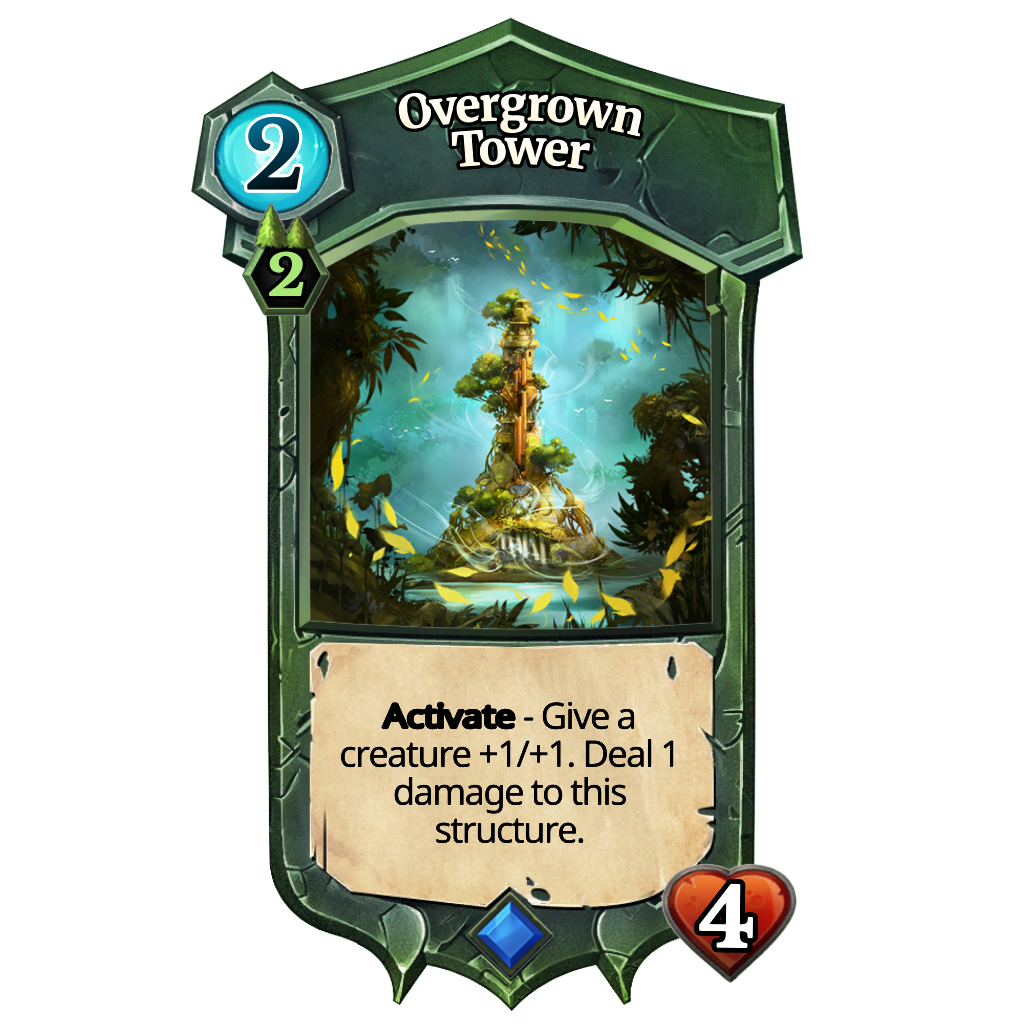 Overgrown
Tower
2
2
Activate - Give a
creature +1/+1. Deal 1
damage to this
structure.
4